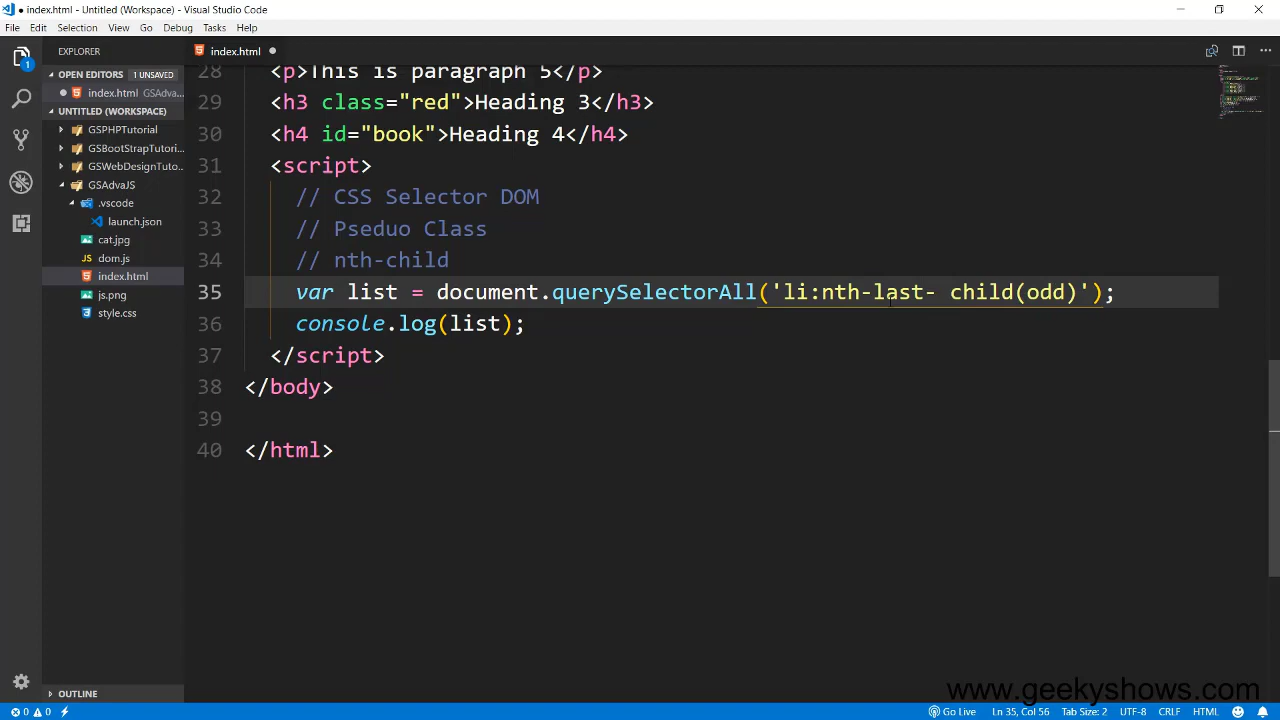 ● index.html - Untitled (Workspace) - Visual Studio Code
File Edit Selection View Go Debug Tasks Help
EXPLORER
index.html
OPEN EDITORS 1 UNSAVED
index.html GSAdva...
UNTITLED (WORKSPACE)
GSPHPTutorial
GSBootStrapTutori...
GSWebDesignTuto...
GSAdvaJS
.vscode
launch.json
cat.jpg
dom.js
index.html
js.png
style.css
OUTLINE
1
28 <p>This is paragraph 5</p>
29 <h3 class="red">Heading 3</h3>
30 <h4 id="book">Heading 4</h4>
31 <script>
32 // CSS Selector DOM
33 // Pseduo Class
34 // nth-child
35 var list = document.querySelectorAll('li:nth-last- child(odd)');
36 console.log(list);
37 </script>
38 </body>
39
40 </html>
www.geekyshows.com
0 0 Go Live Ln 35, Col 56 Tab Size: 2 UTF-8 CRLF HTML